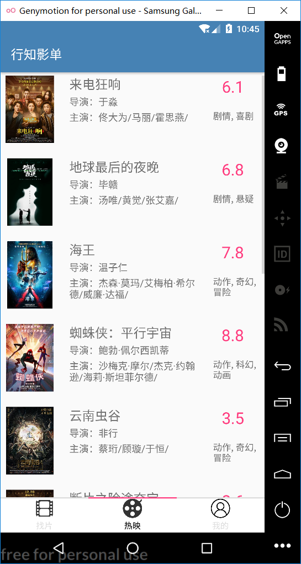 Genymotion for personal use - Samsung Gal...
10:45
行知影单
来电狂响
导演：于淼
主演：佟大为/马丽/霍思燕/
6.1
剧情, 喜剧
地球最后的夜晚
导演：毕赣
主演：汤唯/黄觉/张艾嘉/
6.8
剧情, 悬疑
海王
导演：温子仁
主演：杰森·莫玛/艾梅柏·希尔
德/威廉·达福/
7.8
动作, 奇幻,
冒险
蜘蛛侠：平行宇宙
导演：鲍勃·佩尔西凯蒂
主演：沙梅克·摩尔/杰克·约翰
逊/海莉·斯坦菲尔德/
8.8
动作, 科幻,
动画
云南虫谷
导演：非行
主演：蔡珩/顾璇/于恒/
3.5
动作, 奇幻,
冒险
找片
热映
我的
free for personal use
Open
GAPPS
GPS
ID